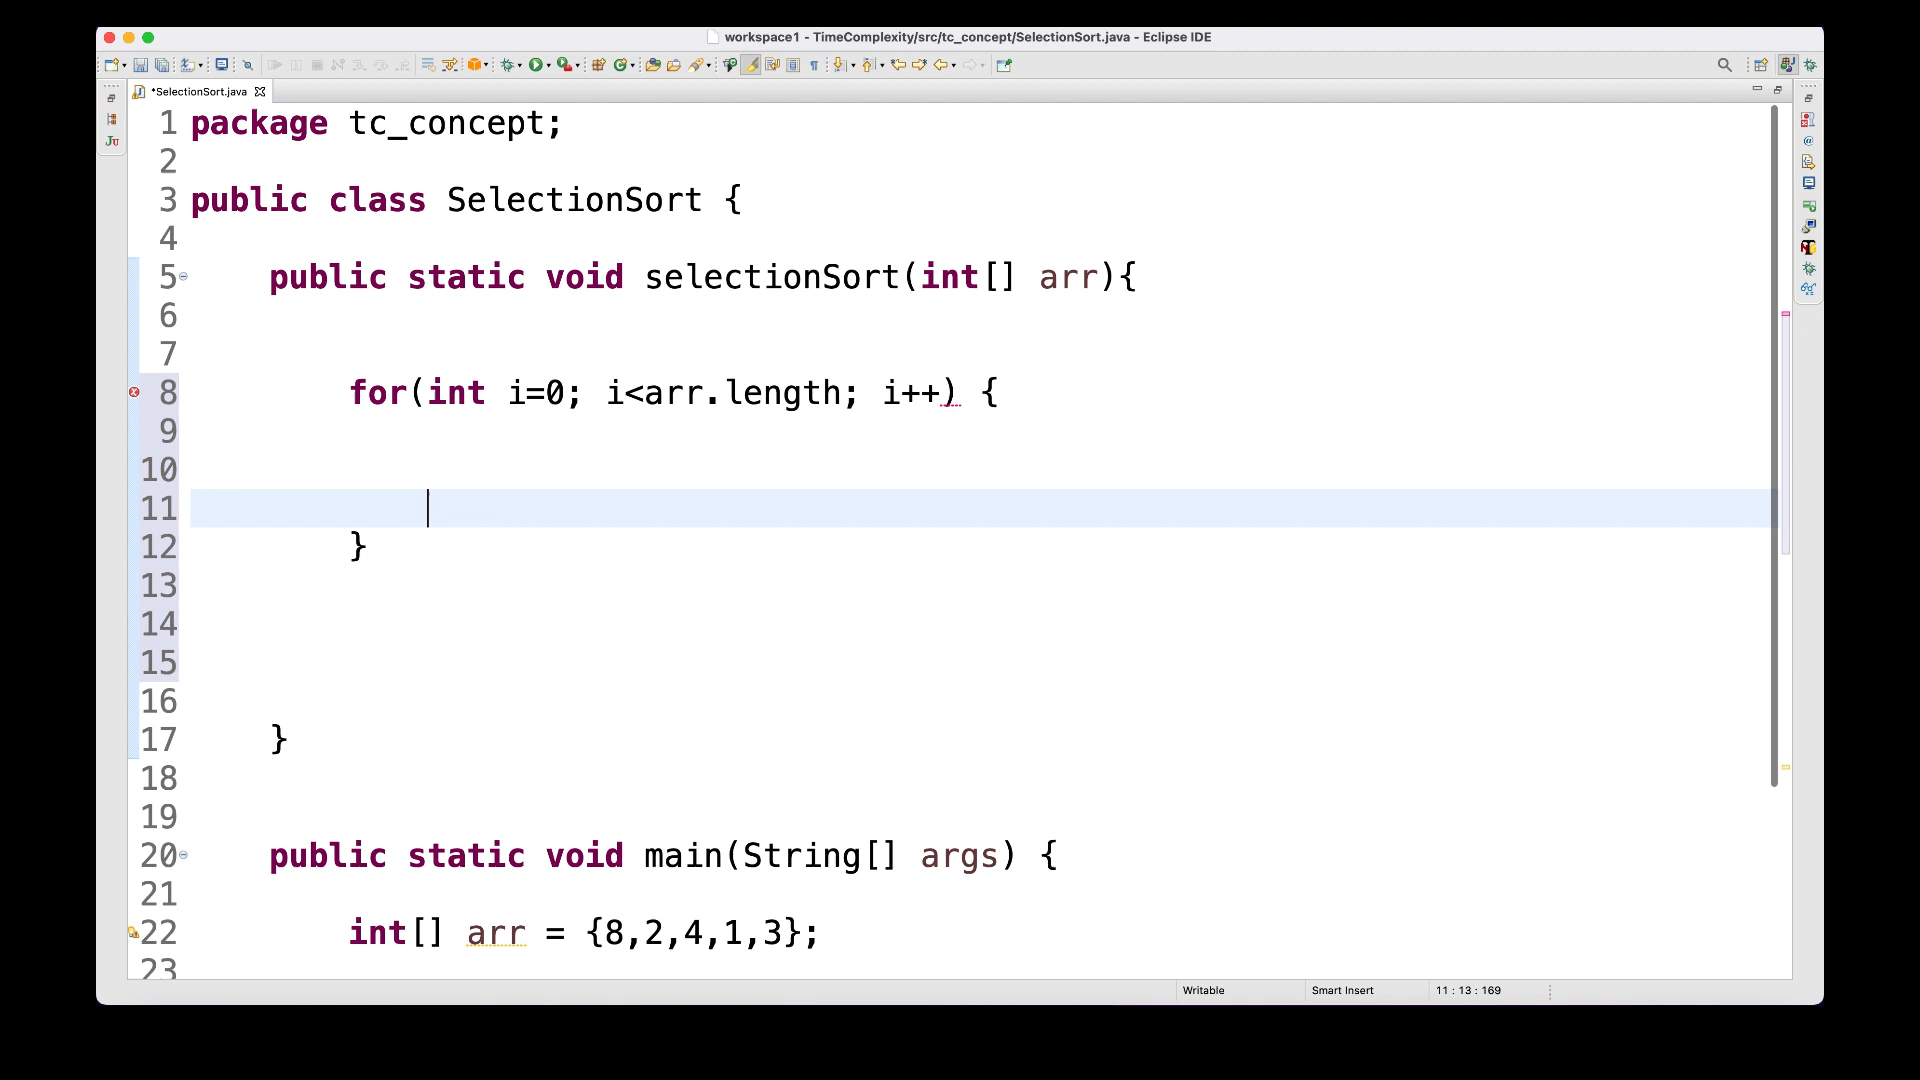 workspace1 - TimeComplexity/src/tc_concept/SelectionSort.java - Eclipse IDE
*SelectionSort.java
1 package tc_concept;
2
3 public class SelectionSort {
4
5 public static void selectionSort(int[] arr){
6
7
8 for(int i=0; i<arr.length; i++) {
9
10
11
12 }
13
14
15
16
17 }
18
19
20 public static void main(String[] args) {
21
22 int[] arr = {8,2,4,1,3};
23
Writable Smart Insert 11 : 13 : 169